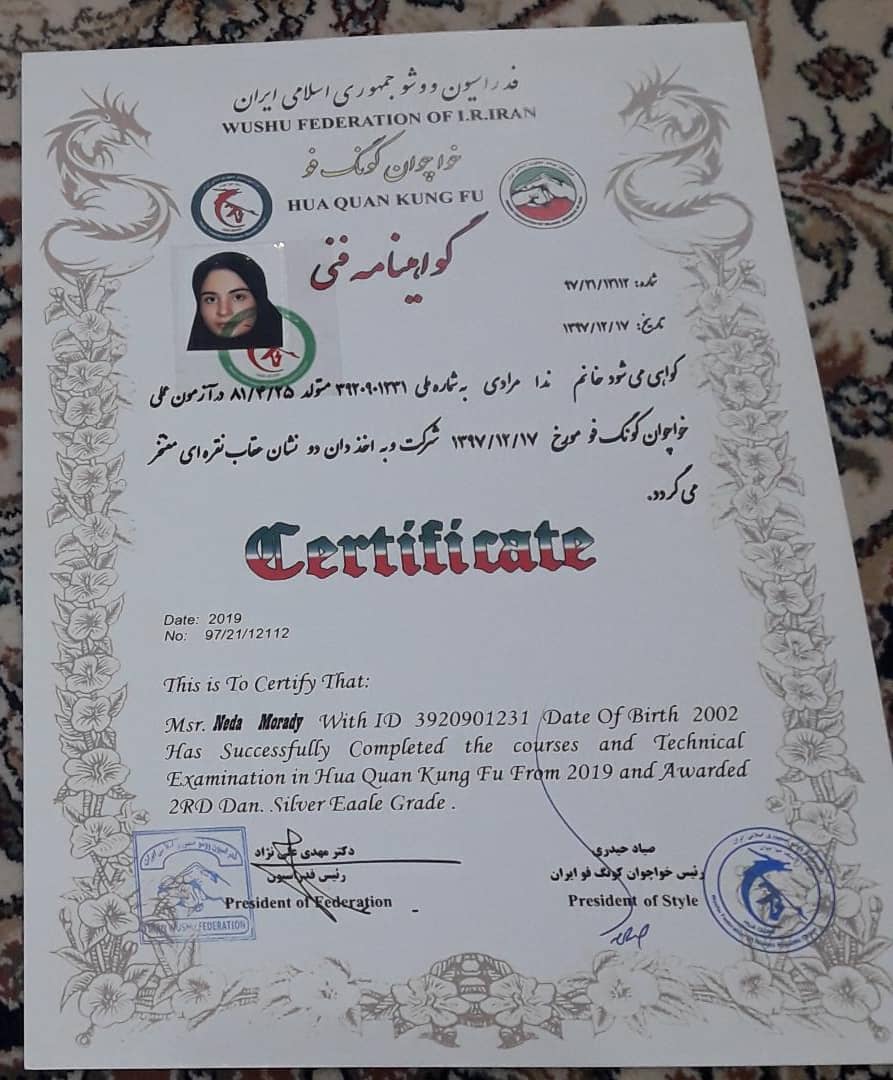 فدراسیون ووشو جمهوری اسلامی ایران
WUSHU FEDERATION OF I.R.IRAN
خواچوان کونگ فو
HUA QUAN KUNG FU
گواهینامه فنی
شماره: ۹۷/۲۱/۱۲۱۱۲
تاریخ: ۱۳۹۷/۱۲/۱۷
گواهی می شود خانم ندا مرادی به شماره ملی ۳۹۲۰۹۰۱۲۳۱ متولد ۸۱/۴/۲۵ در آزمون عملی
خواچوان کونگ فو مورخ ۱۳۹۷/۱۲/۱۷ شرکت و به اخذ دان دو نشان عقاب نقره ای مفتخر
می گردد.
Certificate
Date: 2019
No: 97/21/12112
This is To Certify That:
Msr. Neda Morady With ID 3920901231 Date Of Birth 2002
Has Successfully Completed the courses and Technical
Examination in Hua Quan Kung Fu From 2019 and Awarded
2RD Dan. .Silver Eaale Grade .
دکتر مهدی علی نژاد
رئیس فدراسیون
President of Federation
صیاد حیدری
رئیس خواچوان کونگ فو ایران
President of Style
WUSHU FEDERATION